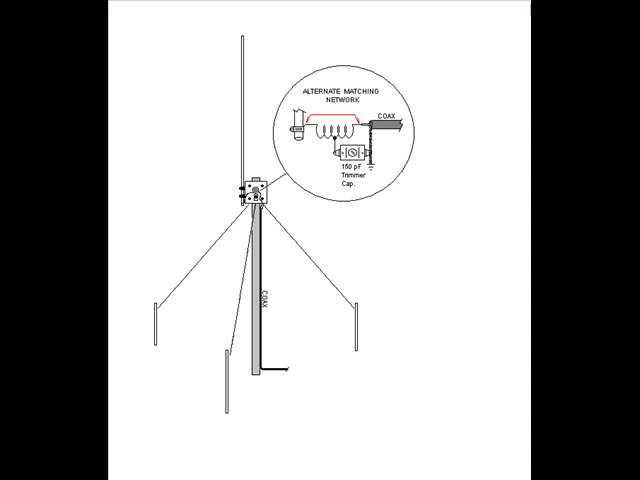 ALTERNATE MATCHING
NETWORK
COAX
150 pF
Trimmer
Cap.
COAX